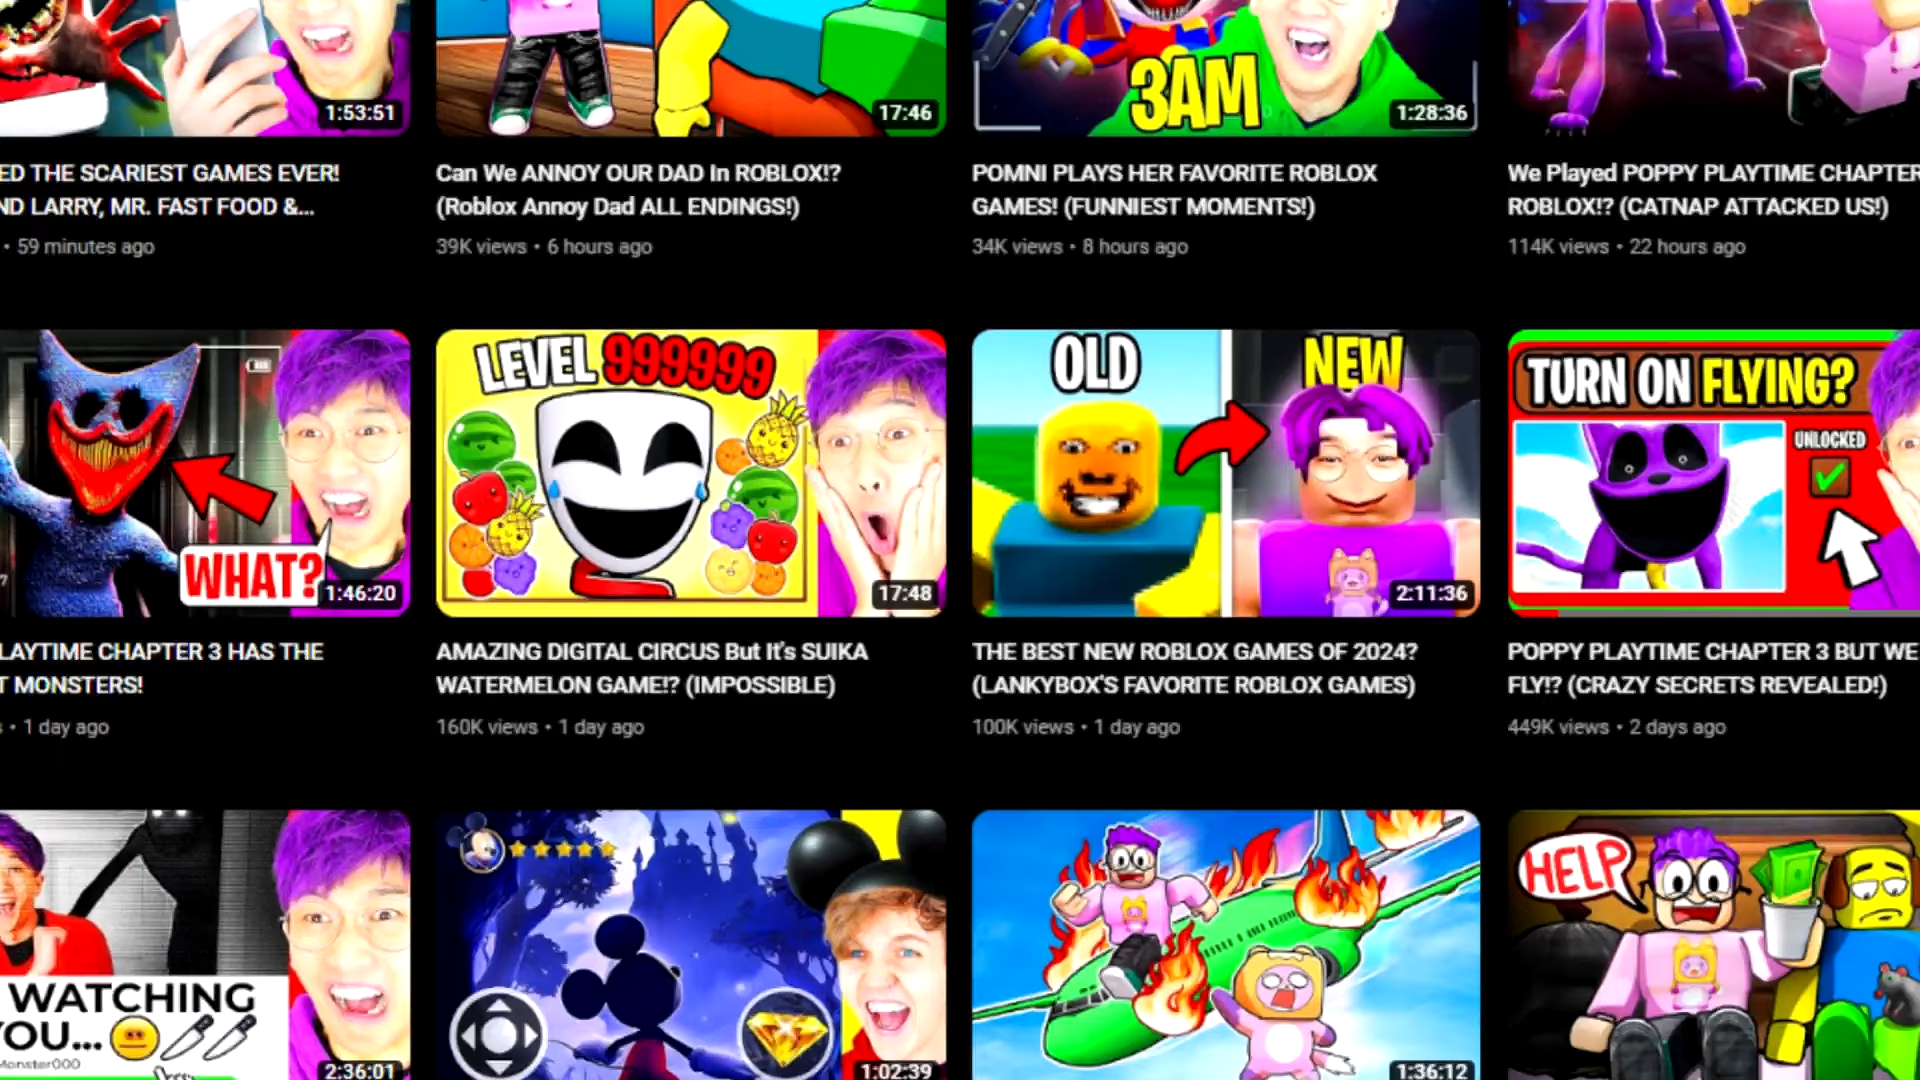 1:53:51
17:46
3AM
1:28:36
ED THE SCARIEST GAMES EVER!
ND LARRY, MR. FAST FOOD &...
• 59 minutes ago
Can We ANNOY OUR DAD In ROBLOX!?
(Roblox Annoy Dad ALL ENDINGS!)
39K views • 6 hours ago
POMNI PLAYS HER FAVORITE ROBLOX
GAMES! (FUNNIEST MOMENTS!)
34K views • 8 hours ago
We Played POPPY PLAYTIME CHAPTER
ROBLOX!? (CATNAP ATTACKED US!)
114K views • 22 hours ago
WHAT?
1:46:20
LEVEL 999999
17:48
OLD
NEW
2:11:36
TURN ON FLYING?
UNLOCKED
LAYTIME CHAPTER 3 HAS THE
T MONSTERS!
• 1 day ago
AMAZING DIGITAL CIRCUS But It's SUIKA
WATERMELON GAME!? (IMPOSSIBLE)
160K views • 1 day ago
THE BEST NEW ROBLOX GAMES OF 2024?
(LANKYBOX'S FAVORITE ROBLOX GAMES)
100K views • 1 day ago
POPPY PLAYTIME CHAPTER 3 BUT WE
FLY!? (CRAZY SECRETS REVEALED!)
449K views • 2 days ago
WATCHING
YOU...
Monster000
2:36:01
1:02:39
1:36:12
HELP